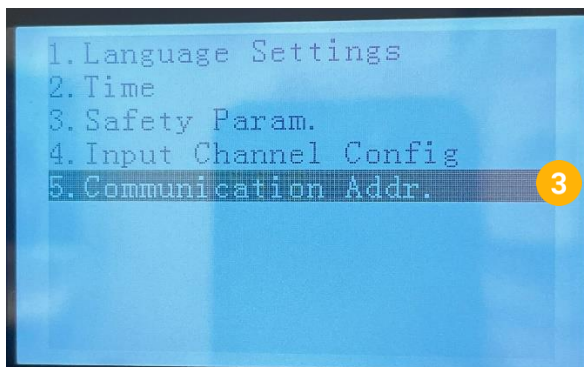 1.Language Settings
2.Time
3.Safety Param.
4.Input Channel Config
5.Communication Addr.
3